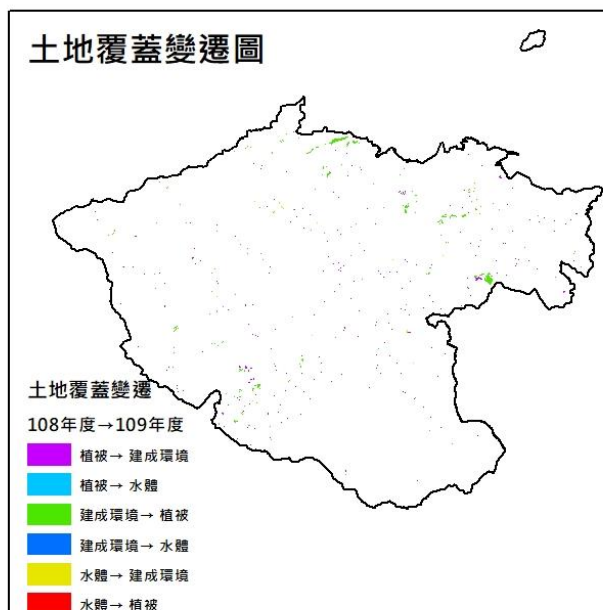 土地覆蓋變遷圖
土地覆蓋變遷
108年度→109年度
植被→ 建成環境
植被→ 水體
建成環境→ 植被
建成環境→ 水體
水體→ 建成環境
水體→ 植被